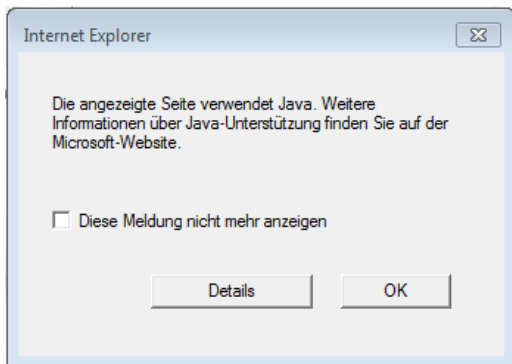 Internet Explorer
Die angezeigte Seite verwendet Java. Weitere
Informationen über Java-Unterstützung finden Sie auf der
Microsoft-Website.
Diese Meldung nicht mehr anzeigen
Details
OK